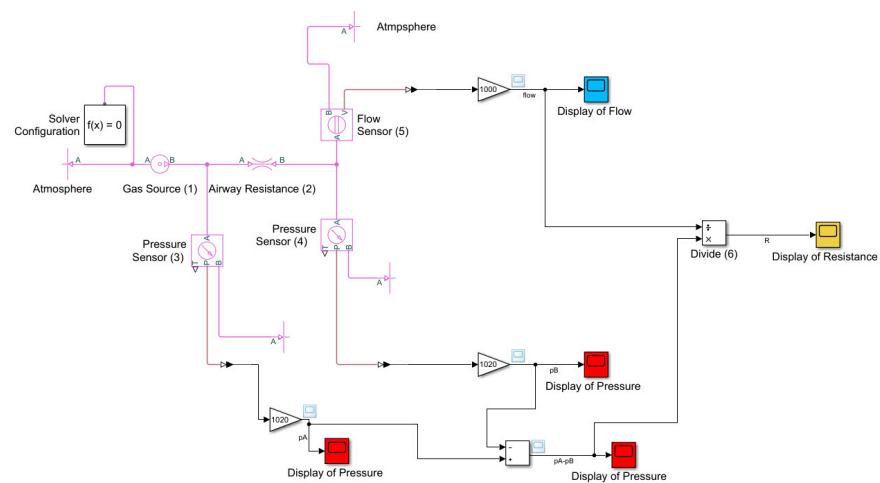 Atmpsphere
A
B
V
A
Flow
Sensor (5)
1000
flow
Display of Flow
Solver
Configuration
f(x) = 0
A
Atmosphere
A
B
Gas Source (1)
A
B
Airway Resistance (2)
Pressure
Sensor (3)
A
T
P
B
A
Pressure
Sensor (4)
A
T
P
B
A
÷
×
Divide (6)
R
Display of Resistance
1020
pB
Display of Pressure
1020
pA
Display of Pressure
-
+
pA-pB
Display of Pressure